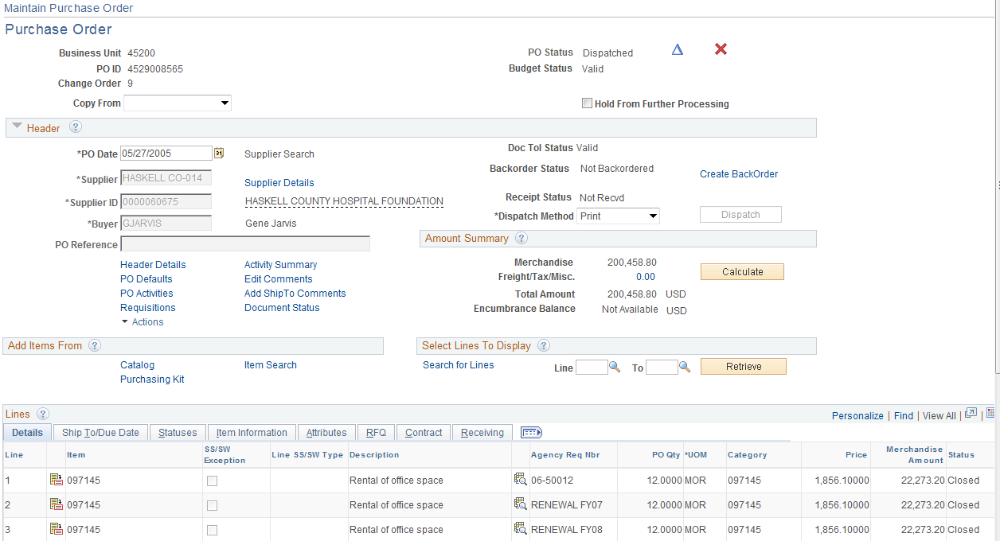 Maintain Purchase Order
Purchase Order
Business Unit 45200
PO Status Dispatched
PO ID 4529008565
Budget Status Valid
Change Order 9
Copy From
Hold From Further Processing
Header ?
*PO Date 05/27/2005 31 Supplier Search
Doc Tol Status Valid
*Supplier HASKELL CO-014 Supplier Details
Backorder Status Not Backordered Create BackOrder
*Supplier ID 0000060675 HASKELL COUNTY HOSPITAL FOUNDATION
Receipt Status Not Recvd
*Buyer GJARVIS Gene Jarvis
*Dispatch Method Print Dispatch
PO Reference
Amount Summary ?
Header Details Activity Summary
Merchandise 200,458.80
PO Defaults Edit Comments
Freight/Tax/Misc. 0.00 Calculate
PO Activities Add ShipTo Comments
Total Amount 200,458.80 USD
Requisitions Document Status
Encumbrance Balance Not Available USD
Actions
Add Items From ?
Select Lines To Display ?
Catalog Item Search
Search for Lines Line To Retrieve
Purchasing Kit
Lines ?
Personalize | Find | View All | |
Details Ship To/Due Date Statuses Item Information Attributes RFQ Contract Receiving
Line Item SS/SW Exception Line SS/SW Type Description Agency Req Nbr PO Qty *UOM Category Price Merchandise Amount Status
1 097145 Rental of office space 06-50012 12.0000 MOR 097145 1,856.10000 22,273.20 Closed
2 097145 Rental of office space RENEWAL FY07 12.0000 MOR 097145 1,856.10000 22,273.20 Closed
3 097145 Rental of office space RENEWAL FY08 12.0000 MOR 097145 1,856.10000 22,273.20 Closed